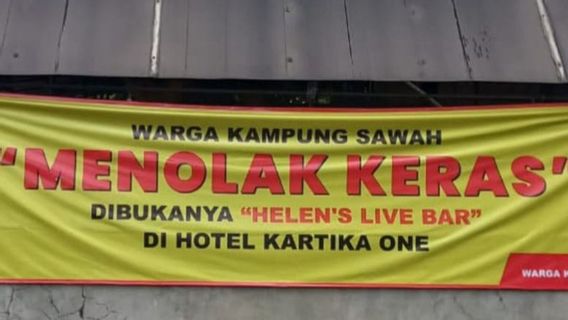 WARGA KAMPUNG SAWAH
"MENOLAK KERAS"
DIBUKANYA "HELEN'S LIVE BAR"
DI HOTEL KARTIKA ONE
WARGA